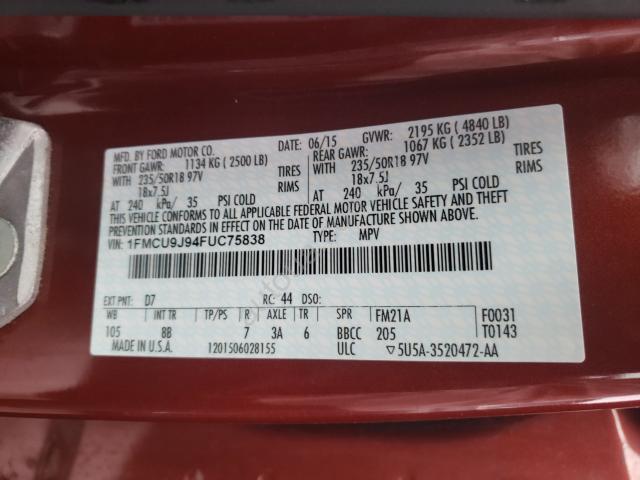 MFD. BY FORD MOTOR CO. DATE: 06/15 GVWR: 2195 KG ( 4840 LB)
FRONT GAWR: 1134 KG ( 2500 LB) REAR GAWR: 1067 KG ( 2352 LB)
WITH 235/50R18 97V TIRES WITH 235/50R18 97V TIRES
18x7.5J RIMS 18x7.5J RIMS
AT 240 kPa/ 35 PSI COLD AT 240 kPa/ 35 PSI COLD
THIS VEHICLE CONFORMS TO ALL APPLICABLE FEDERAL MOTOR VEHICLE SAFETY AND THEFT
PREVENTION STANDARDS IN EFFECT ON THE DATE OF MANUFACTURE SHOWN ABOVE.
VIN: 1FMCU9J94FUC75838 TYPE: MPV
EXT PNT: D7 RC: 44 DSO: FM21A F0031
WB INT TR TP/PS R AXLE TR SPR 205 T0143
105 8B 7 3A 6 BBCC
MADE IN U.S.A. 1201506028155 ULC ▽5U5A-3520472-AA